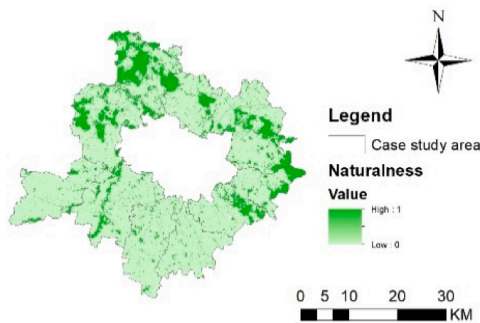 N
Legend
Case study area
Naturalness
Value
High : 1
Low : 0
0 5 10 20 30
KM